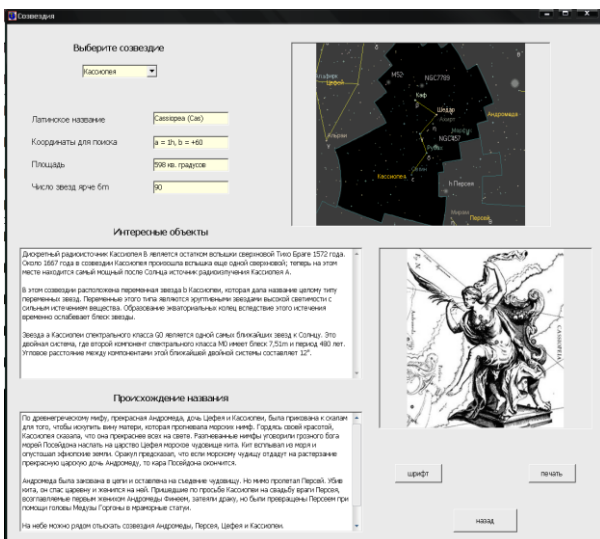 Созвездия
Выберите созвездие
Кассиопея
Латинское название
Cassiopea (Cas)
Координаты для поиска
a = 1h, b = +60
Площадь
598 кв. градусов
Число звезд ярче 6m
90
M52
NGC7789
Цефей
Каф
Шедар
Ахирд
Андромеда
NGC457
Кассиопея
h Персея
Персей
CASSIOPEIA
Интересные объекты
Дискретный радиоисточник Кассиопея В является остатком вспышки сверхновой Тихо Браге 1572 года.
Около 1667 года в созвездии Кассиопея произошла вспышка еще одной сверхновой; теперь на этом
месте находится самый мощный после Солнца источник радиоизлучения Кассиопея А.
В этом созвездии расположена переменная звезда b Кассиопеи, которая дала название целому типу
переменных звезд. Переменные этого типа являются эруптивными звездами высокой светимости с
сильным истечением вещества. Образование экваториальных колец вследствие этого истечения
временно ослабевает блеск звезды.
Звезда а Кассиопеи спектрального класса G0 является одной самых ближайших звезд к Солнцу. Это
двойная система, где второй компонент спектрального класса M0 имеет блеск 7,51m и период 480 лет.
Угловое расстояние между компонентами этой ближайшей двойной системы составляет 12".
Происхождение названия
По древнегреческому мифу, прекрасная Андромеда, дочь Цефея и Кассиопеи, была прикована к скалам
для того, чтобы искупить вину матери, которая прогневала морских нимф. Гордясь своей красотой,
Кассиопея сказала, что она прекраснее всех на свете. Разгневанные нимфы уговорили грозного бога
морей Посейдона наслать на царство Цефея морское чудовище кита. Кит всплывал из моря и
опустошал эфиопские земли. Оракул предсказал, что если морскому чудищу отдадут на растерзание
прекрасную царскую дочь Андромеду, то кара Посейдона окончится.
Андромеда была закована в цепи и оставлена на съедение чудовищу. Но мимо пролетал Персей. Убив
кита, он спас царевну и женился на ней. Пришедшие по просьбе Кассиопеи на свадьбу враги Персея,
возглавляемые первым женихом Андромеды Финеем, затеяли драку, но были превращены Персеем при
помощи головы Медузы Горгоны в мраморные статуи.
На небе можно рядом отыскать созвездия Андромеды, Персея, Цефея и Кассиопеи.
шрифт
печать
назад